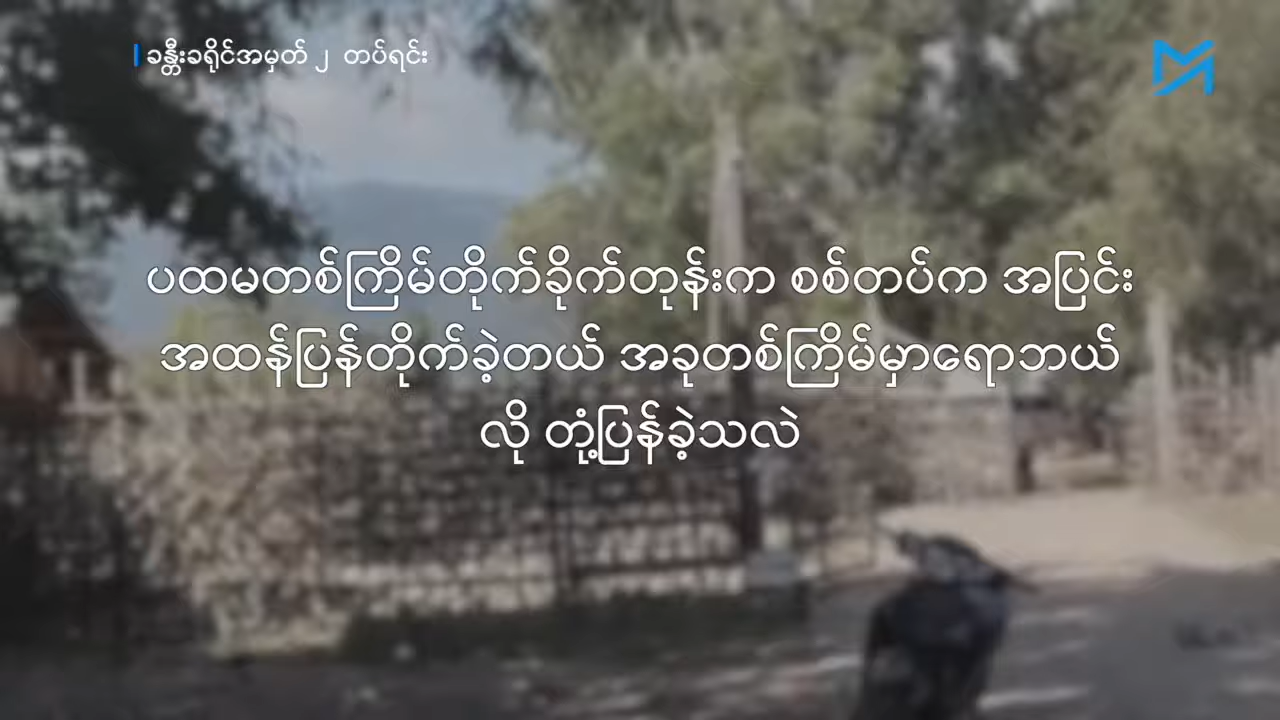 ခန္တီးခရိုင်အမှတ် ၂ တပ်ရင်း
ပထမတစ်ကြိမ်တိုက်ခိုက်တုန်းက စစ်တပ်က အပြင်း
အထန်ပြန်တိုက်ခဲ့တယ် အခုတစ်ကြိမ်မှာရောဘယ်
လို တုံ့ပြန်ခဲ့သလဲ